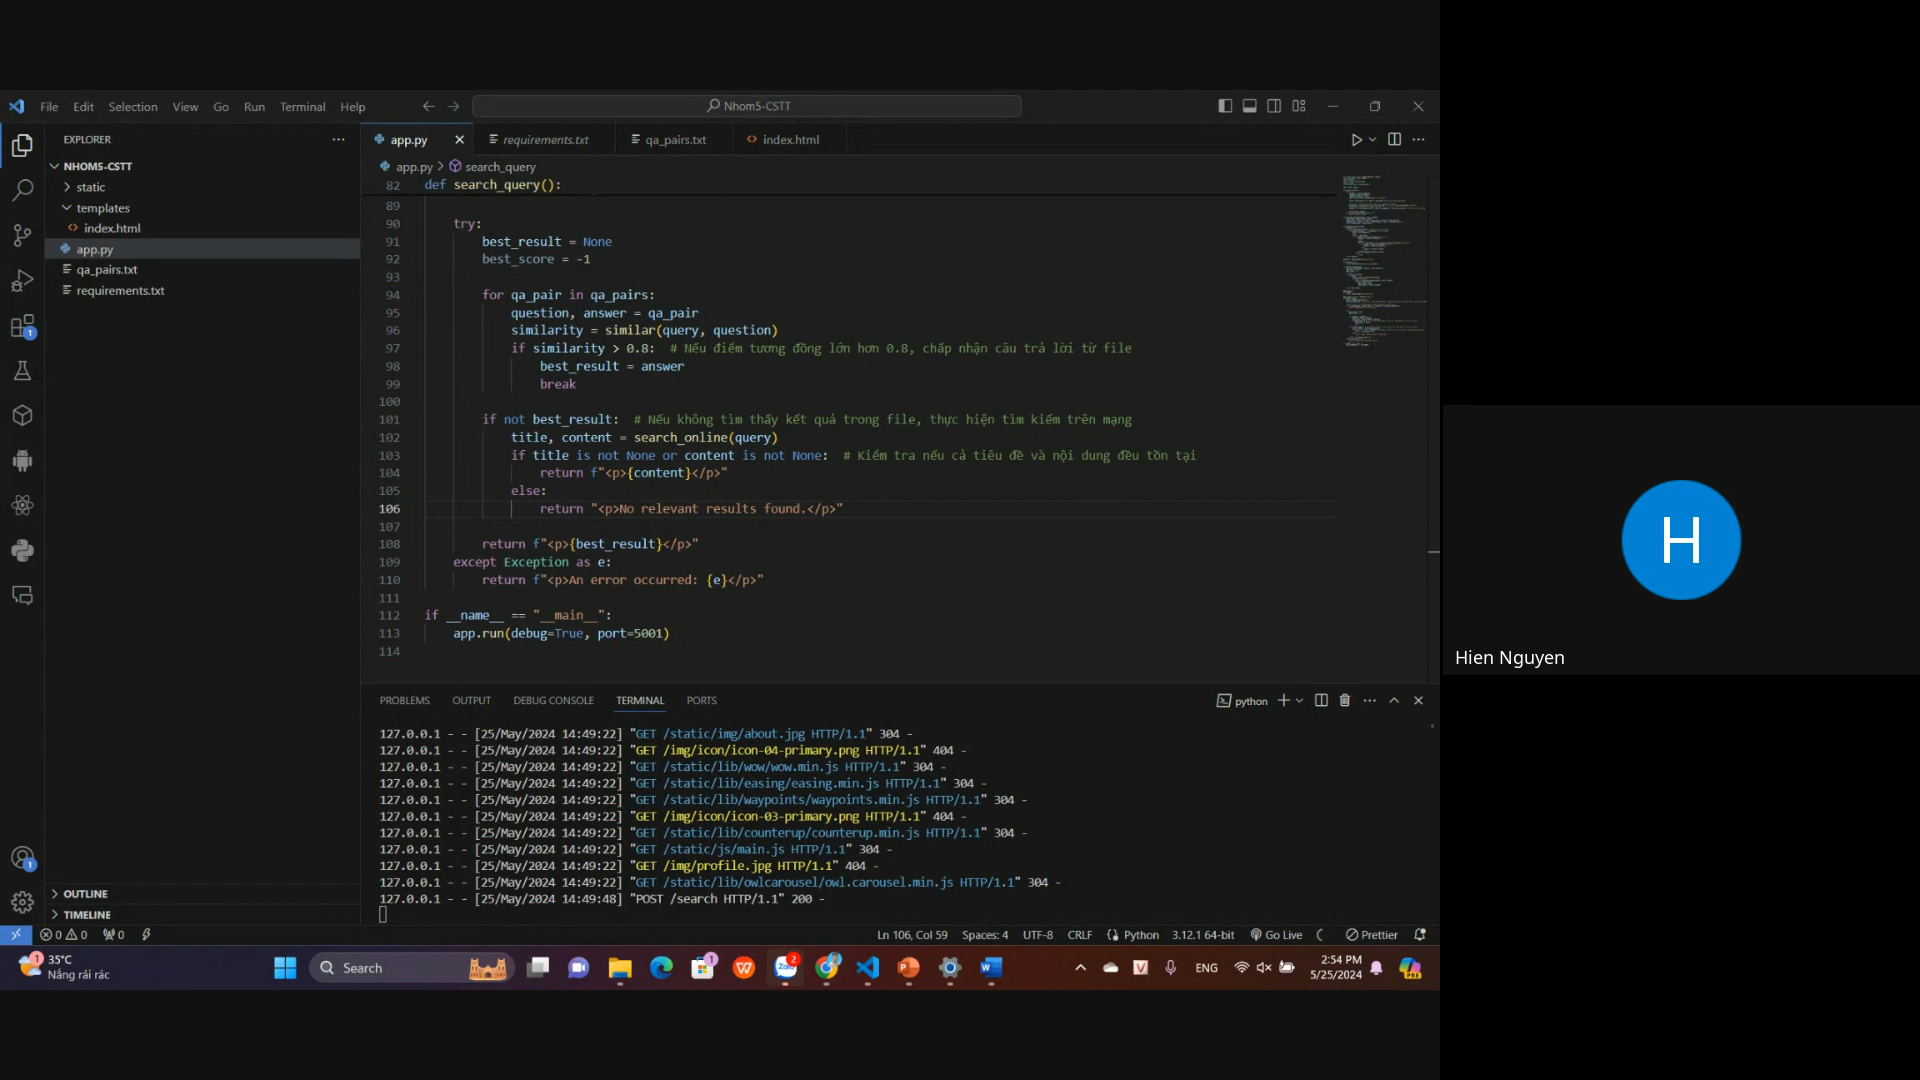 File Edit Selection View Go Run Terminal Help
Nhom5-CSTT
EXPLORER
NHOM5-CSTT
static
templates
index.html
app.py
qa_pairs.txt
requirements.txt
OUTLINE
TIMELINE
app.py
requirements.txt
qa_pairs.txt
index.html
app.py > search_query
82 def search_query():
89
90 try:
91 best_result = None
92 best_score = -1
93
94 for qa_pair in qa_pairs:
95 question, answer = qa_pair
96 similarity = similar(query, question)
97 if similarity > 0.8: # Nếu điểm tương đồng lớn hơn 0.8, chấp nhận câu trả lời từ file
98 best_result = answer
99 break
100
101 if not best_result: # Nếu không tìm thấy kết quả trong file, thực hiện tìm kiếm trên mạng
102 title, content = search_online(query)
103 if title is not None or content is not None: # Kiểm tra nếu cả tiêu đề và nội dung đều tồn tại
104 return f"<p>{content}</p>"
105 else:
106 return "<p>No relevant results found.</p>"
107
108 return f"<p>{best_result}</p>"
109 except Exception as e:
110 return f"<p>An error occurred: {e}</p>"
111
112 if __name__ == "__main__":
113 app.run(debug=True, port=5001)
114
PROBLEMS OUTPUT DEBUG CONSOLE TERMINAL PORTS
python
127.0.0.1 - - [25/May/2024 14:49:22] "GET /static/img/about.jpg HTTP/1.1" 304 -
127.0.0.1 - - [25/May/2024 14:49:22] "GET /img/icon/icon-04-primary.png HTTP/1.1" 404 -
127.0.0.1 - - [25/May/2024 14:49:22] "GET /static/lib/wow/wow.min.js HTTP/1.1" 304 -
127.0.0.1 - - [25/May/2024 14:49:22] "GET /static/lib/easing/easing.min.js HTTP/1.1" 304 -
127.0.0.1 - - [25/May/2024 14:49:22] "GET /static/lib/waypoints/waypoints.min.js HTTP/1.1" 304 -
127.0.0.1 - - [25/May/2024 14:49:22] "GET /img/icon/icon-03-primary.png HTTP/1.1" 404 -
127.0.0.1 - - [25/May/2024 14:49:22] "GET /static/lib/counterup/counterup.min.js HTTP/1.1" 304 -
127.0.0.1 - - [25/May/2024 14:49:22] "GET /static/js/main.js HTTP/1.1" 304 -
127.0.0.1 - - [25/May/2024 14:49:22] "GET /img/profile.jpg HTTP/1.1" 404 -
127.0.0.1 - - [25/May/2024 14:49:22] "GET /static/lib/owlcarousel/owl.carousel.min.js HTTP/1.1" 304 -
127.0.0.1 - - [25/May/2024 14:49:48] "POST /search HTTP/1.1" 200 -
0 0 0
Ln 106, Col 59 Spaces: 4 UTF-8 CRLF Python 3.12.1 64-bit Go Live Prettier
35°C
Nắng rải rác
Search
ENG
2:54 PM
5/25/2024
H
Hien Nguyen